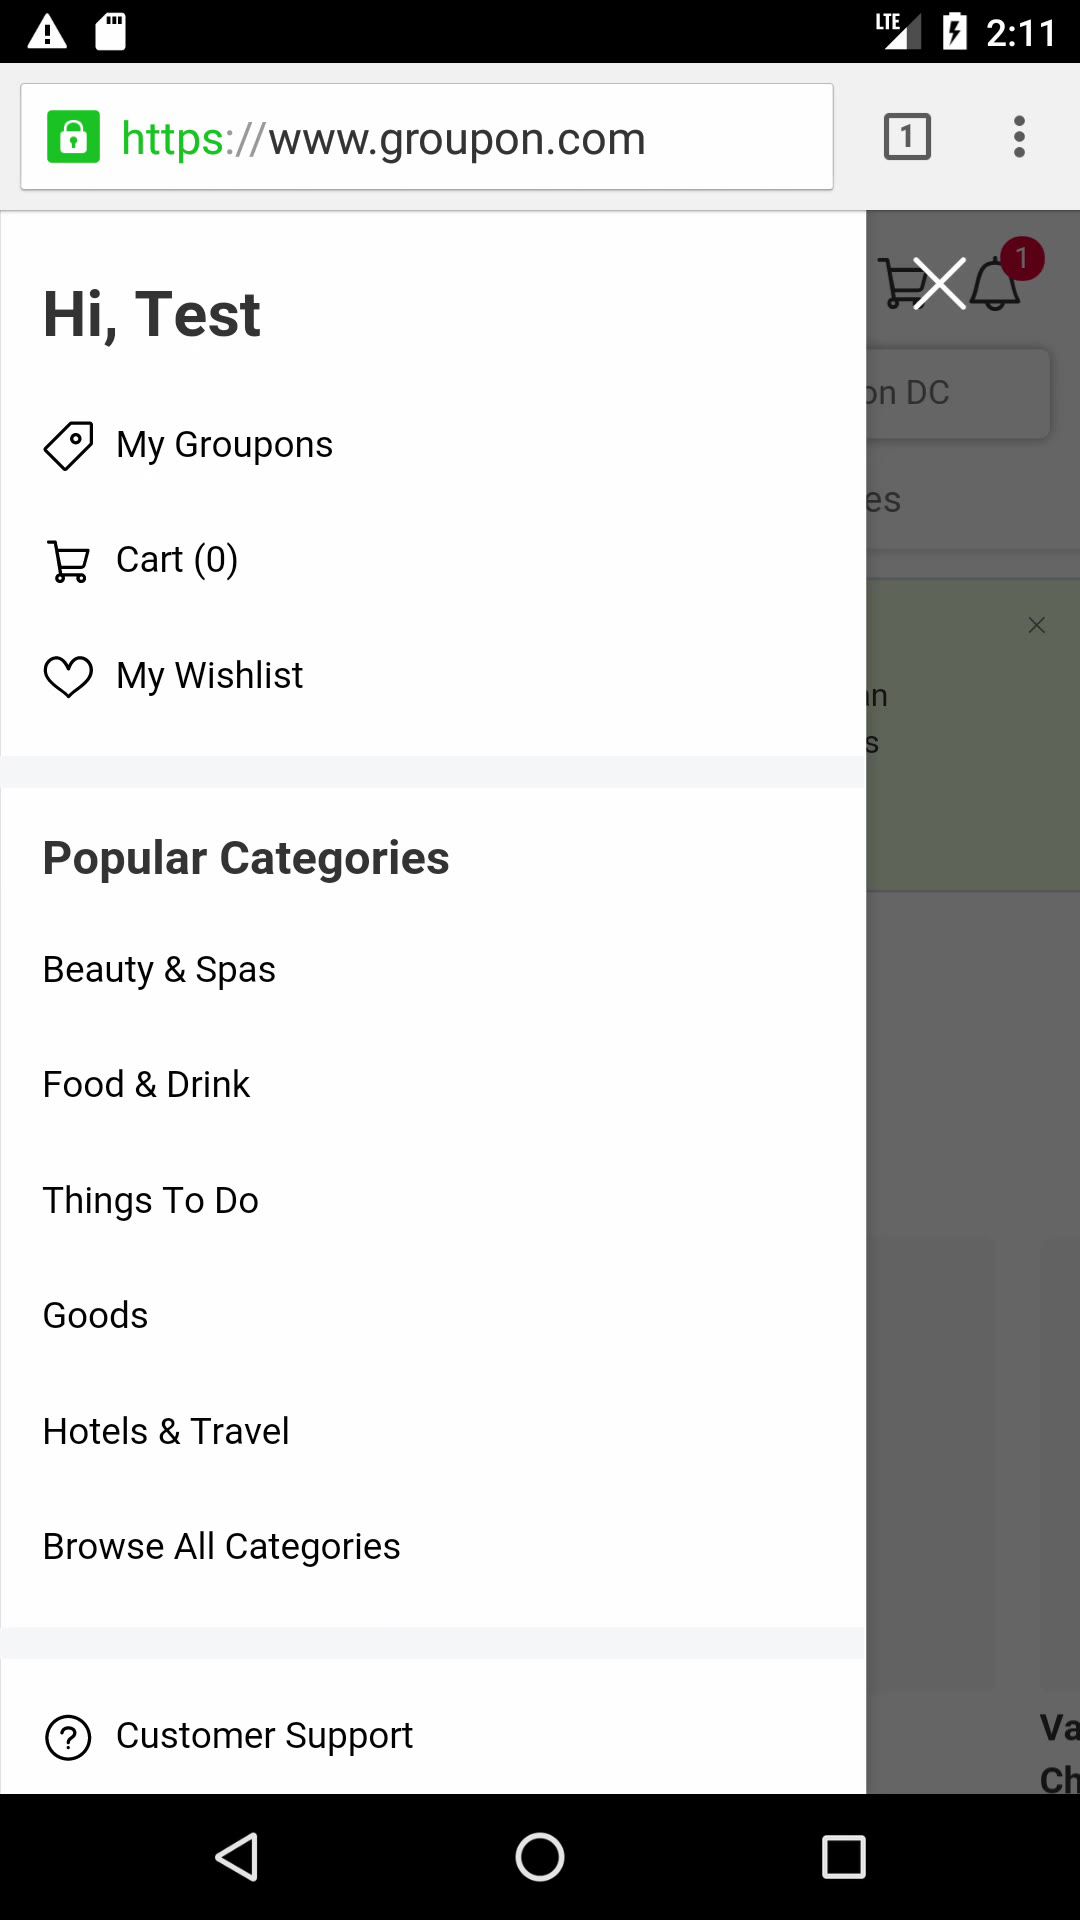 LTE 2:11
https://www.groupon.com 1
1
Hi, Test
on DC
My Groupons
es
Cart (0)
My Wishlist
an
s
Popular Categories
Beauty & Spas
Food & Drink
Things To Do
Goods
Hotels & Travel
Browse All Categories
Customer Support
Va
Ch